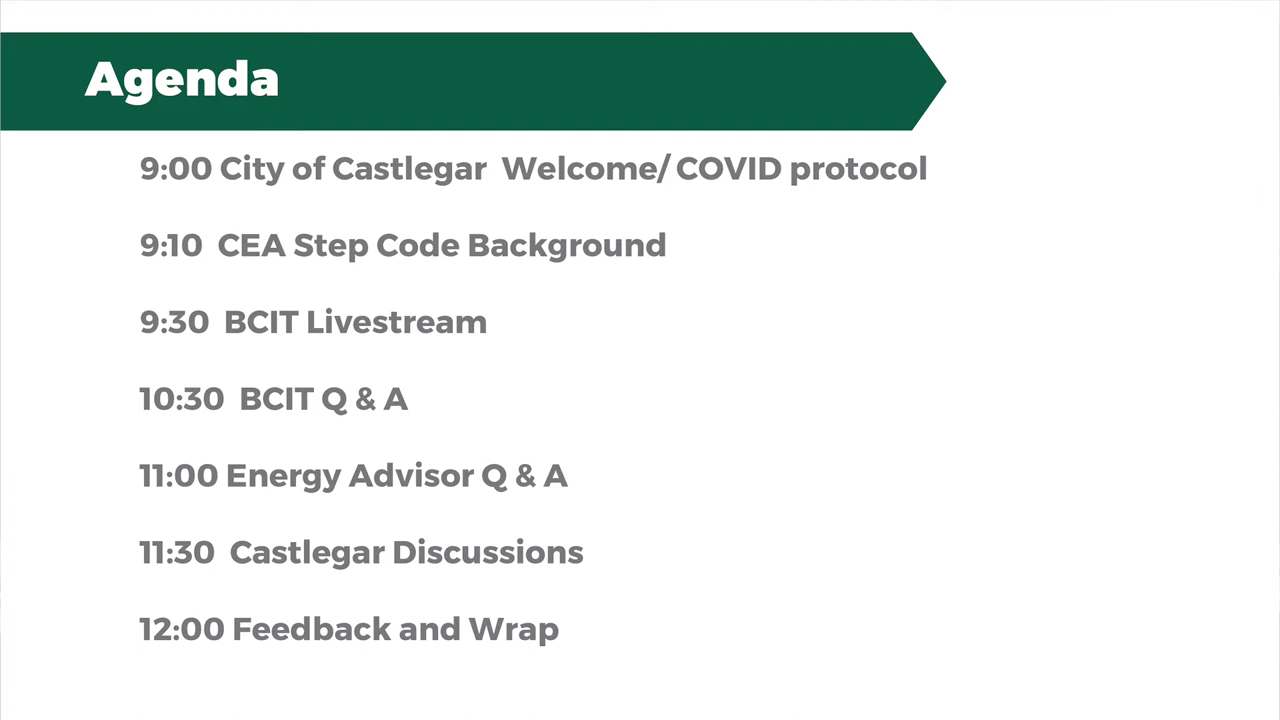 Agenda
9:00 City of Castlegar  Welcome/ COVID protocol
9:10  CEA Step Code Background
9:30  BCIT Livestream
10:30  BCIT Q & A
11:00 Energy Advisor Q & A
11:30  Castlegar Discussions
12:00 Feedback and Wrap